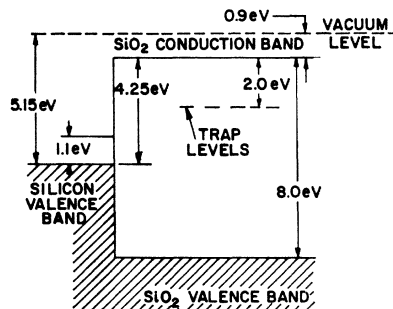 0.9eV
VACUUM
LEVEL
SiO₂ CONDUCTION BAND
5.15eV
4.25eV
2.0eV
1.1eV
TRAP
LEVELS
SILICON
VALENCE
BAND
8.0eV
SiO₂ VALENCE BAND